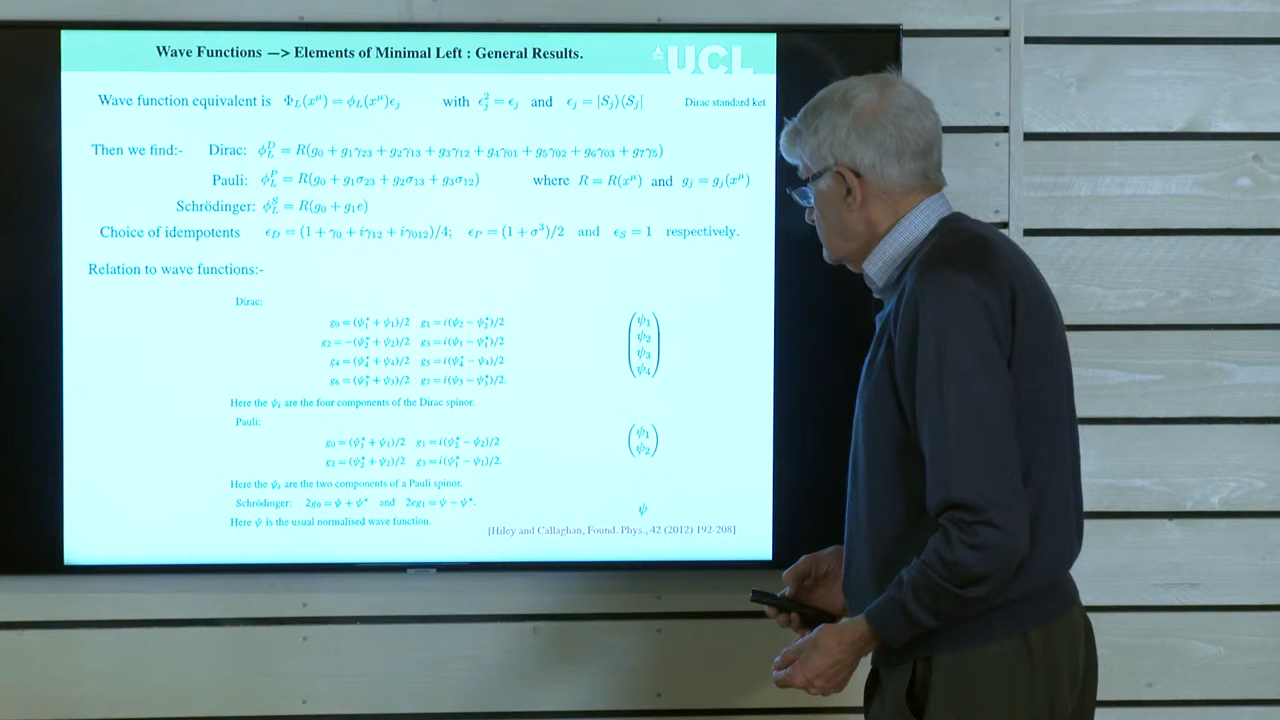 Wave Functions —> Elements of Minimal Left : General Results.
UCL
Wave function equivalent is Φ_L(x^μ) = ϕ_L(x^μ)ϵ_j with ϵ_j^2 = ϵ_j and ϵ_j = |S_j⟩⟨S_j| Dirac standard ket
Then we find:- Dirac: ϕ_L^D = R(g_0 + g_1γ_23 + g_2γ_13 + g_3γ_12 + g_4γ_01 + g_5γ_02 + g_6γ_03 + g_7γ_5)
Pauli: ϕ_L^P = R(g_0 + g_1σ_23 + g_2σ_13 + g_3σ_12) where R = R(x^μ) and g_j = g_j(x^μ)
Schrödinger: ϕ_L^S = R(g_0 + g_1e)
Choice of idempotents ϵ_D = (1 + γ_0 + iγ_12 + iγ_012)/4; ϵ_P = (1 + σ^3)/2 and ϵ_S = 1 respectively.
Relation to wave functions:-
Dirac:
g_0 = (ψ_1^* + ψ_1)/2 g_1 = i(ψ_2 − ψ_2^*)/2 ψ_1
g_2 = −(ψ_2^* + ψ_2)/2 g_3 = i(ψ_1 − ψ_1^*)/2 ψ_2
g_4 = (ψ_4^* + ψ_4)/2 g_5 = i(ψ_4^* − ψ_4)/2 ψ_3
g_6 = (ψ_3^* + ψ_3)/2 g_7 = i(ψ_3 − ψ_3^*)/2. ψ_4
Here the ψ_i are the four components of the Dirac spinor.
Pauli:
g_0 = (ψ_1^* + ψ_1)/2 g_1 = i(ψ_2^* − ψ_2)/2 ψ_1
g_2 = (ψ_2^* + ψ_2)/2 g_3 = i(ψ_1^* − ψ_1)/2. ψ_2
Here the ψ_i are the two components of a Pauli spinor.
Schrödinger: 2g_0 = ψ + ψ^* and 2eg_1 = ψ − ψ^*. ψ
Here ψ is the usual normalised wave function.
[Hiley and Callaghan, Found. Phys., 42 (2012) 192-208]